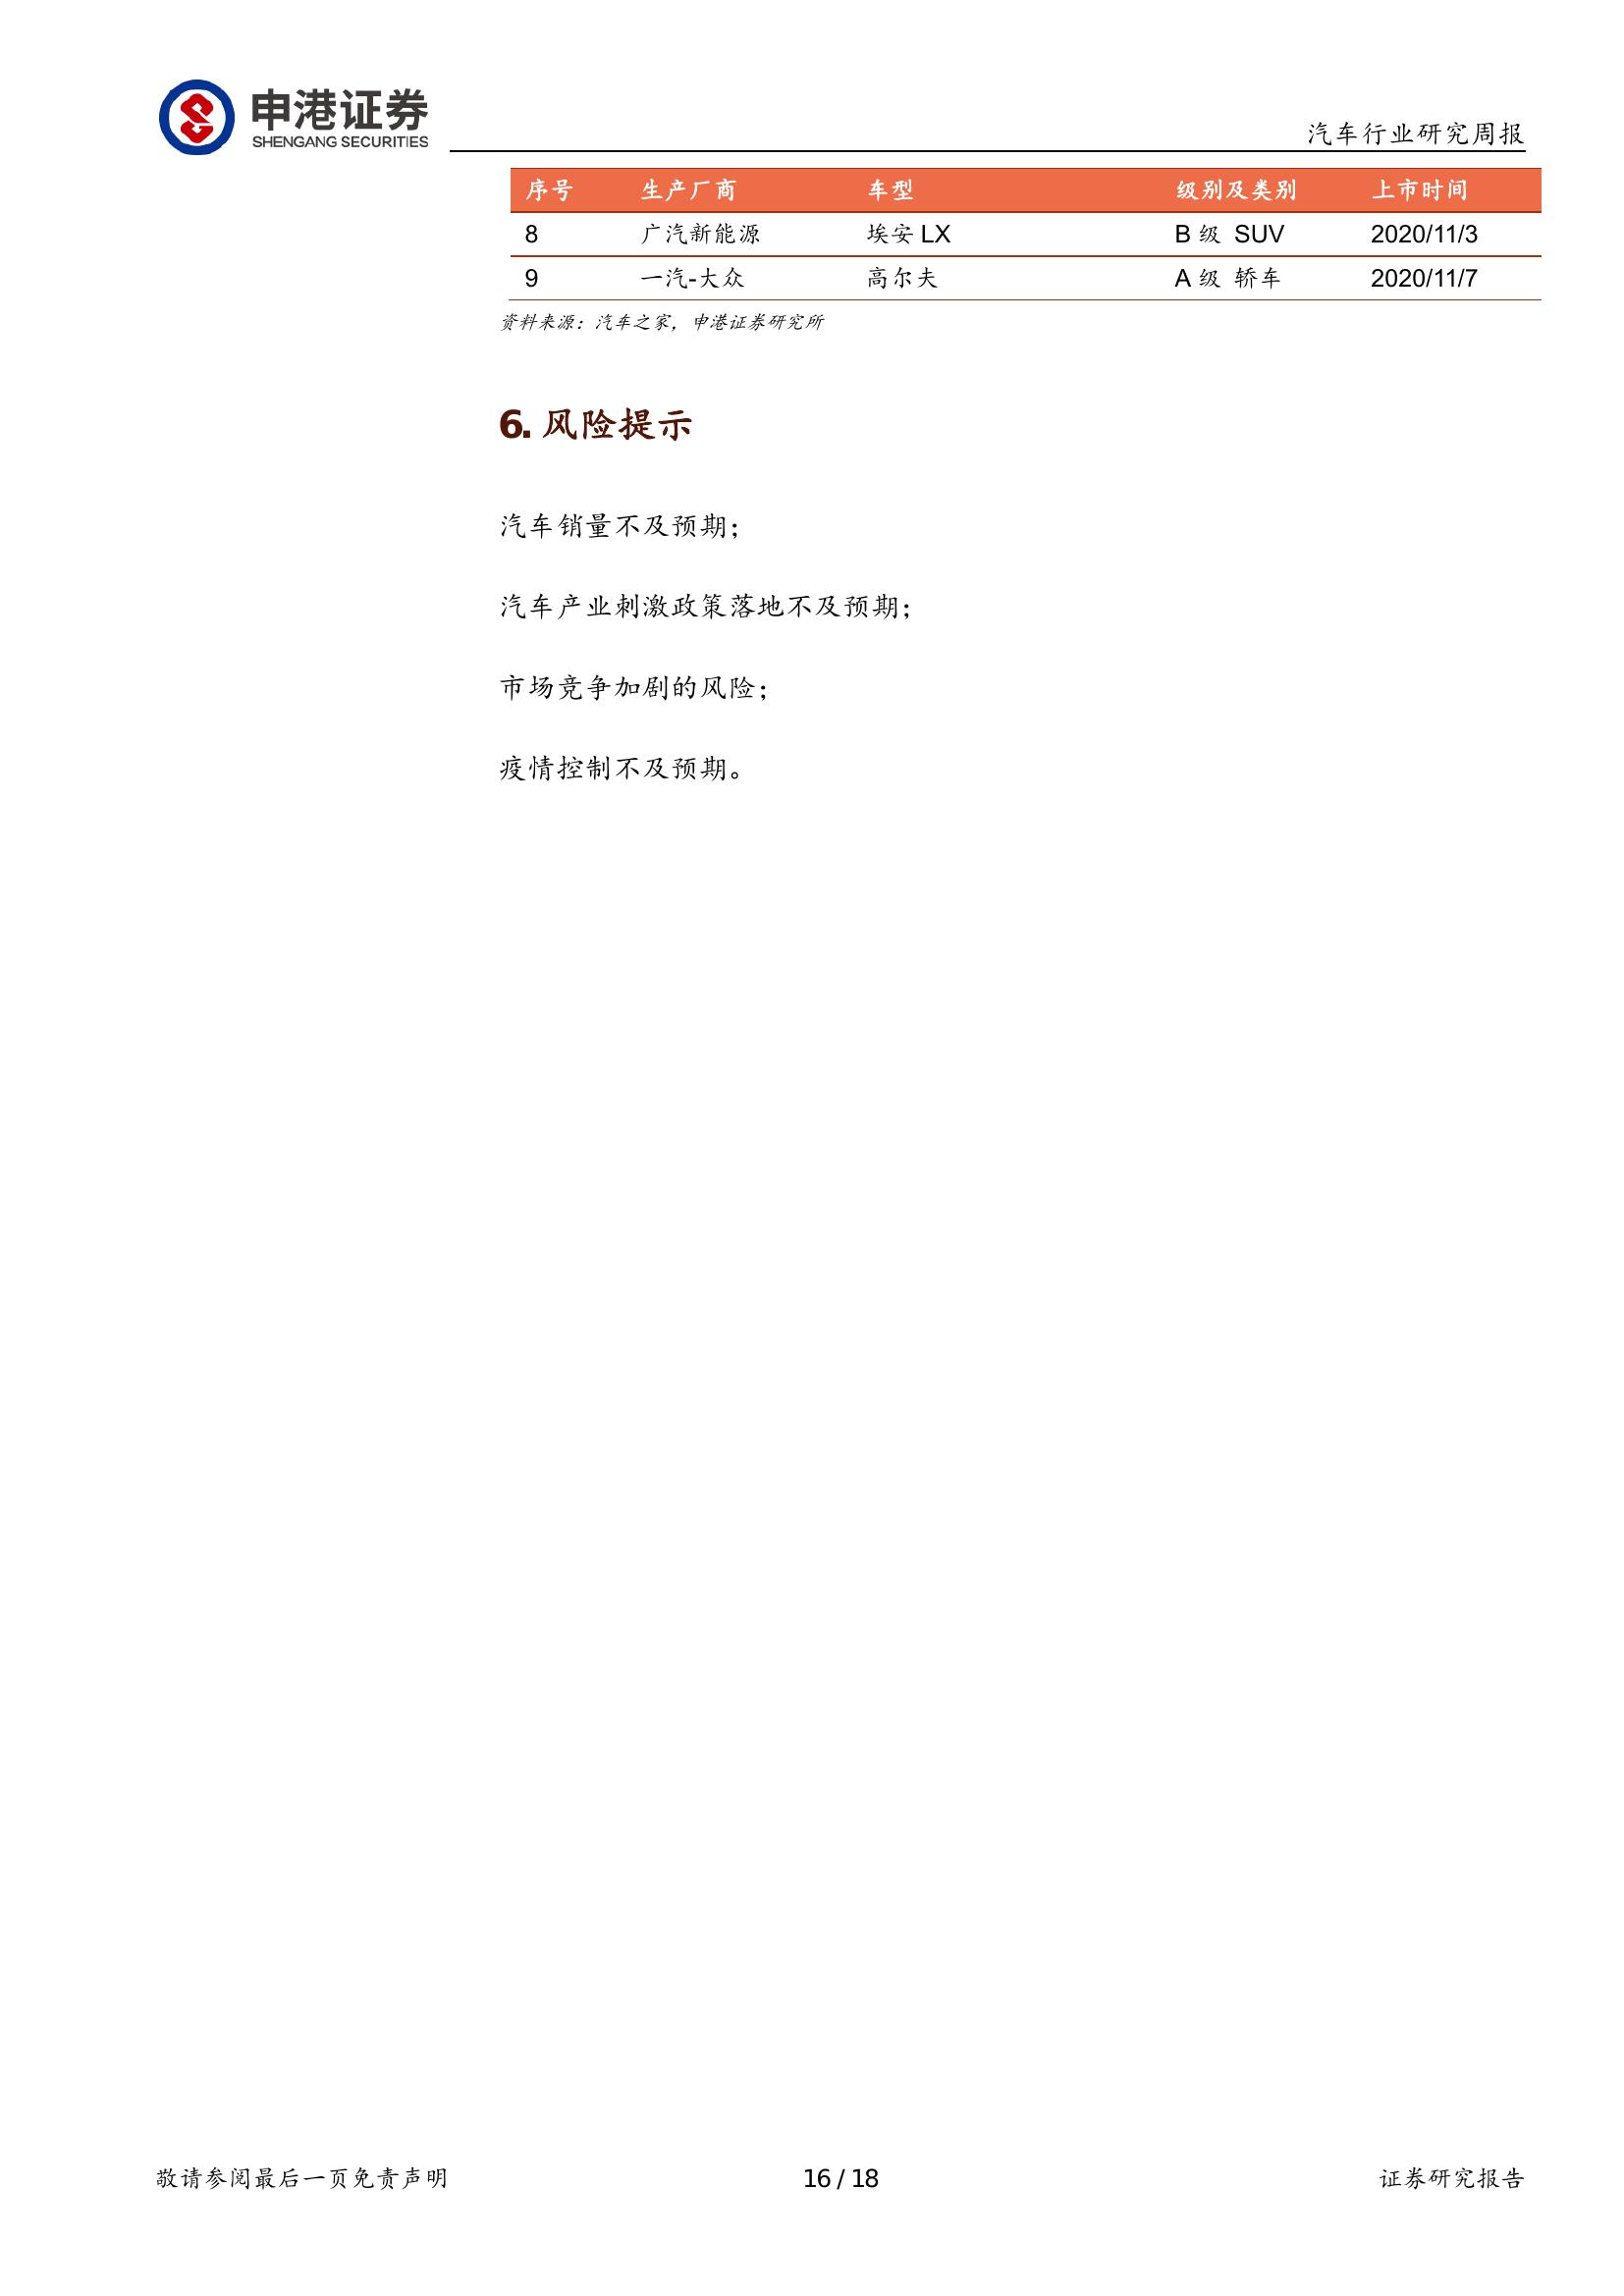 申港证券
SHENGANG SECURITIES
汽车行业研究周报
序号 生产厂商 车型 级别及类别 上市时间
8 广汽新能源 埃安 LX B 级 SUV 2020/11/3
9 一汽-大众 高尔夫 A 级 轿车 2020/11/7
资料来源：汽车之家，申港证券研究所
6. 风险提示
汽车销量不及预期；
汽车产业刺激政策落地不及预期；
市场竞争加剧的风险；
疫情控制不及预期。
敬请参阅最后一页免责声明 16 / 18 证券研究报告